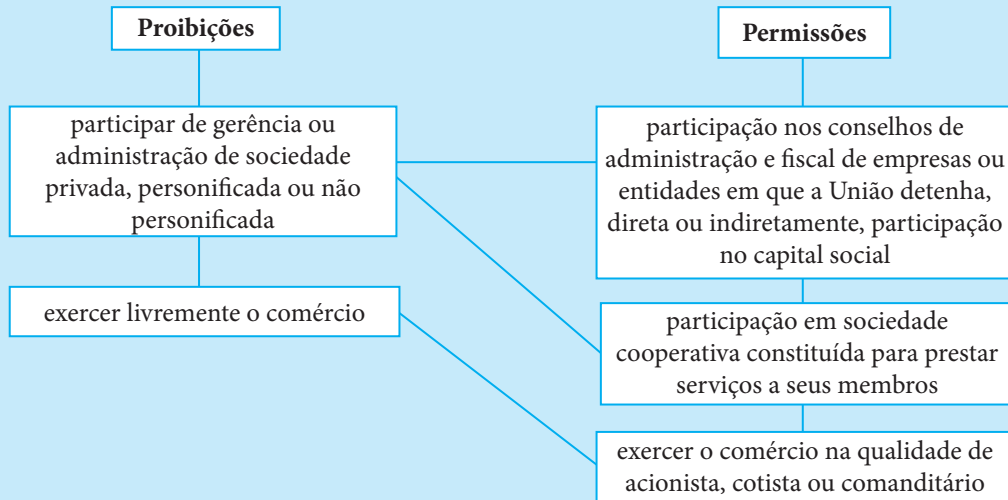 Proibições
participar de gerência ou
administração de sociedade
privada, personificada ou não
personificada
exercer livremente o comércio
Permissões
participação nos conselhos de
administração e fiscal de empresas ou
entidades em que a União detenha,
direta ou indiretamente, participação
no capital social
participação em sociedade
cooperativa constituída para prestar
serviços a seus membros
exercer o comércio na qualidade de
acionista, cotista ou comanditário